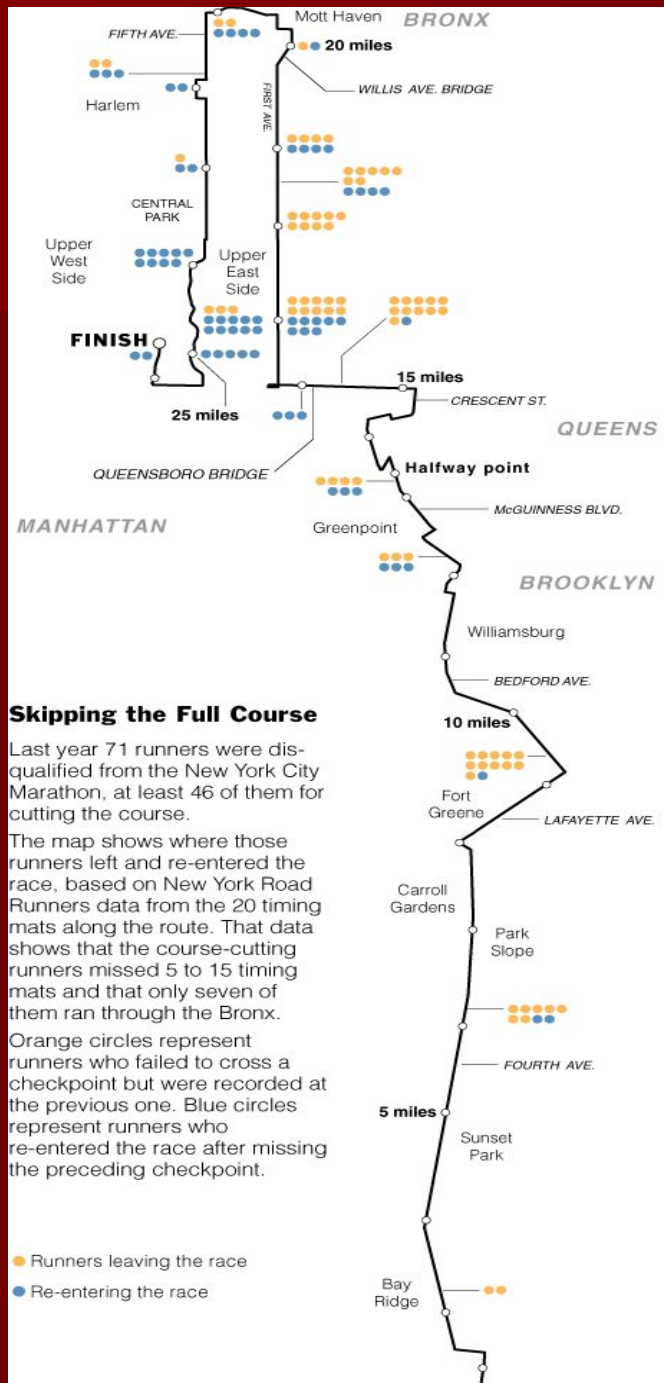 Mott Haven
BRONX
FIFTH AVE.
20 miles
WILLIS AVE. BRIDGE
Harlem
FIRST AVE.
CENTRAL
PARK
Upper
West
Side
Upper
East
Side
FINISH
15 miles
25 miles
CRESCENT ST.
QUEENS
QUEENSBORO BRIDGE
Halfway point
McGUINNESS BLVD.
MANHATTAN
Greenpoint
BROOKLYN
Williamsburg
BEDFORD AVE.
10 miles
Fort
Greene
LAFAYETTE AVE.
Carroll
Gardens
Park
Slope
FOURTH AVE.
5 miles
Sunset
Park
Bay
Ridge
Skipping the Full Course
Last year 71 runners were dis-
qualified from the New York City
Marathon, at least 46 of them for
cutting the course.
The map shows where those
runners left and re-entered the
race, based on New York Road
Runners data from the 20 timing
mats along the route. That data
shows that the course-cutting
runners missed 5 to 15 timing
mats and that only seven of
them ran through the Bronx.
Orange circles represent
runners who failed to cross a
checkpoint but were recorded at
the previous one. Blue circles
represent runners who
re-entered the race after missing
the preceding checkpoint.
Runners leaving the race
Re-entering the race